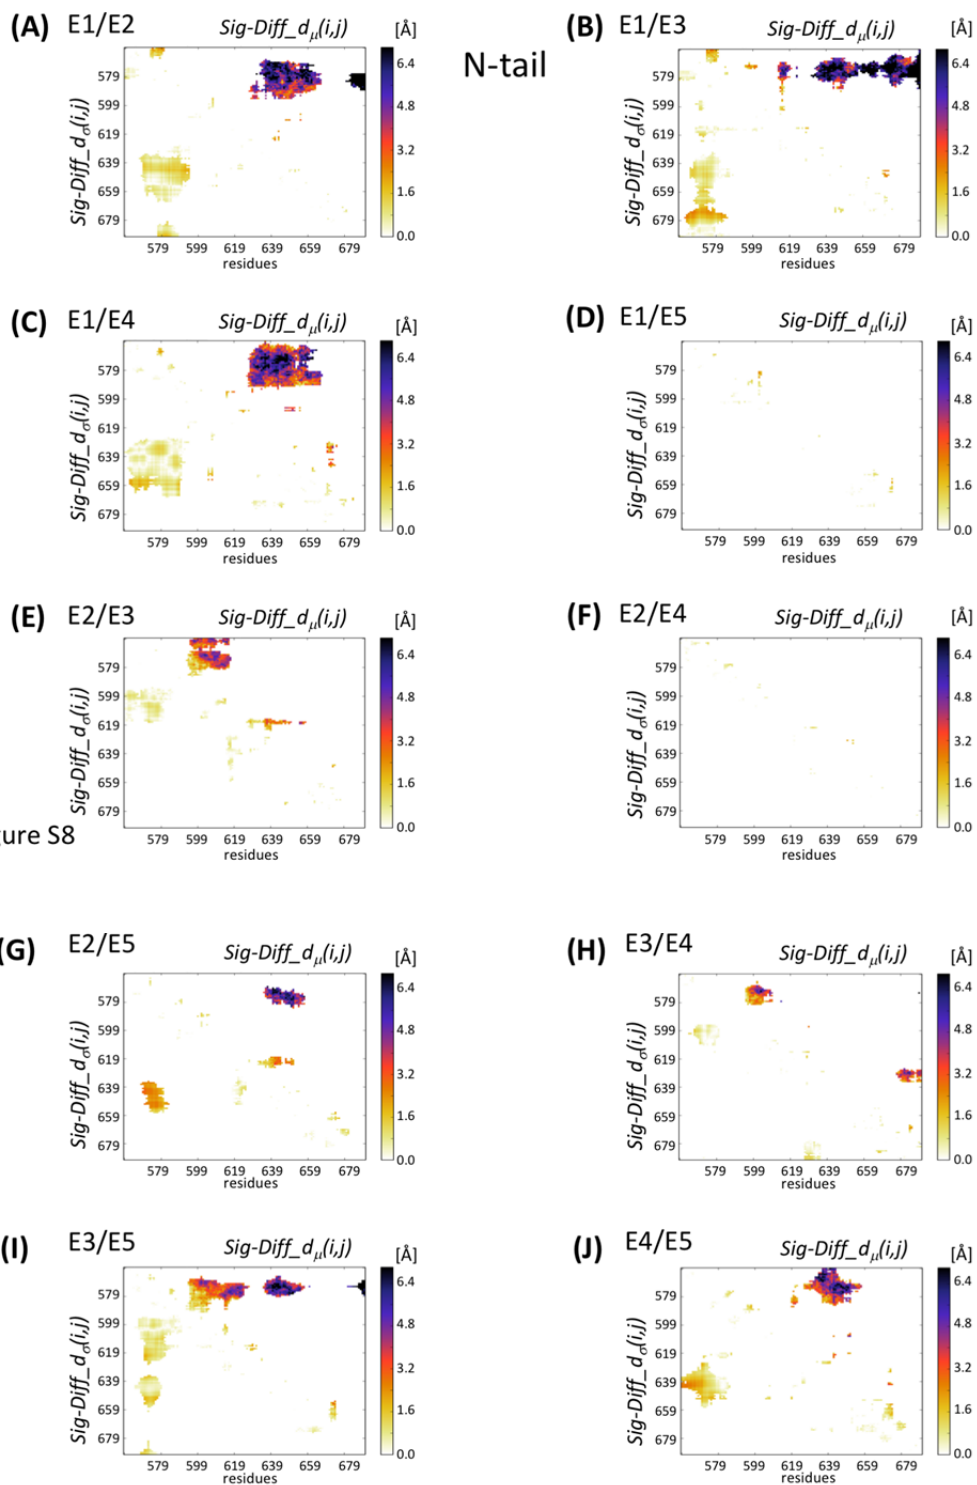 (A) E1/E2 Sig-Diff_dμ(i,j) [Å]
Sig-Diff_dσ(i,j)
579
599
619
639
659
679
579 599 619 639 659 679
residues
6.4
4.8
3.2
1.6
0.0
N-tail
(B) E1/E3 Sig-Diff_dμ(i,j) [Å]
Sig-Diff_dσ(i,j)
579
599
619
639
659
679
579 599 619 639 659 679
residues
6.4
4.8
3.2
1.6
0.0
(C) E1/E4 Sig-Diff_dμ(i,j) [Å]
Sig-Diff_dσ(i,j)
579
599
619
639
659
679
579 599 619 639 659 679
residues
6.4
4.8
3.2
1.6
0.0
(D) E1/E5 Sig-Diff_dμ(i,j) [Å]
Sig-Diff_dσ(i,j)
579
599
619
639
659
679
579 599 619 639 659 679
residues
6.4
4.8
3.2
1.6
0.0
(E) E2/E3 Sig-Diff_dμ(i,j) [Å]
Sig-Diff_dσ(i,j)
579
599
619
639
659
679
579 599 619 639 659 679
residues
6.4
4.8
3.2
1.6
0.0
gure S8
(F) E2/E4 Sig-Diff_dμ(i,j) [Å]
Sig-Diff_dσ(i,j)
579
599
619
639
659
679
579 599 619 639 659 679
residues
6.4
4.8
3.2
1.6
0.0
(G) E2/E5 Sig-Diff_dμ(i,j) [Å]
Sig-Diff_dσ(i,j)
579
599
619
639
659
679
579 599 619 639 659 679
residues
6.4
4.8
3.2
1.6
0.0
(H) E3/E4 Sig-Diff_dμ(i,j) [Å]
Sig-Diff_dσ(i,j)
579
599
619
639
659
679
579 599 619 639 659 679
residues
6.4
4.8
3.2
1.6
0.0
(I) E3/E5 Sig-Diff_dμ(i,j) [Å]
Sig-Diff_dσ(i,j)
579
599
619
639
659
679
579 599 619 639 659 679
residues
6.4
4.8
3.2
1.6
0.0
(J) E4/E5 Sig-Diff_dμ(i,j) [Å]
Sig-Diff_dσ(i,j)
579
599
619
639
659
679
579 599 619 639 659 679
residues
6.4
4.8
3.2
1.6
0.0